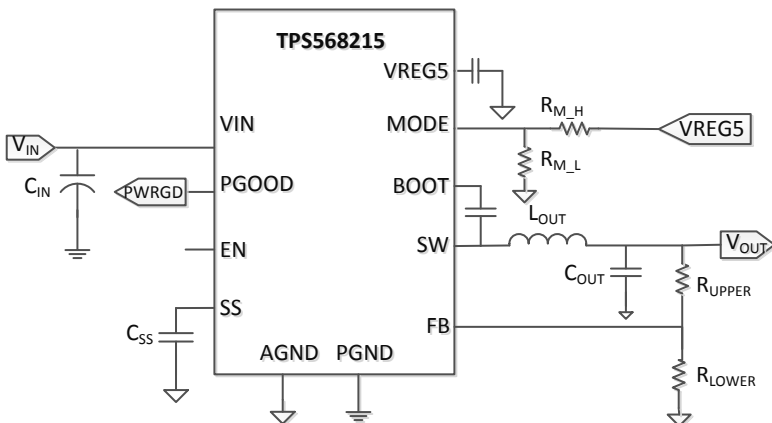 TPS568215
VREG5
R_M_H
VIN
MODE
VREG5
V_IN
R_M_L
C_IN
PWRGD
PGOOD
BOOT
L_OUT
EN
SW
V_OUT
C_OUT
R_UPPER
SS
C_SS
FB
AGND PGND
R_LOWER